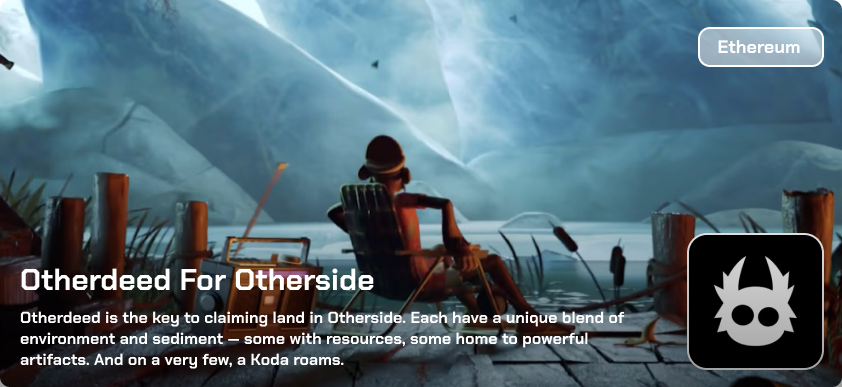 Ethereum
Otherdeed For Otherside
Otherdeed is the key to claiming land in Otherside. Each have a unique blend of
environment and sediment — some with resources, some home to powerful
artifacts. And on a very few, a Koda roams.